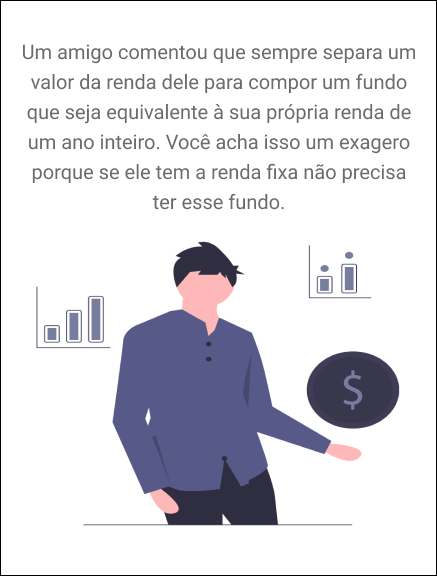 Um amigo comentou que sempre separa um
valor da renda dele para compor um fundo
que seja equivalente à sua própria renda de
um ano inteiro. Você acha isso um exagero
porque se ele tem a renda fixa não precisa
ter esse fundo.
$